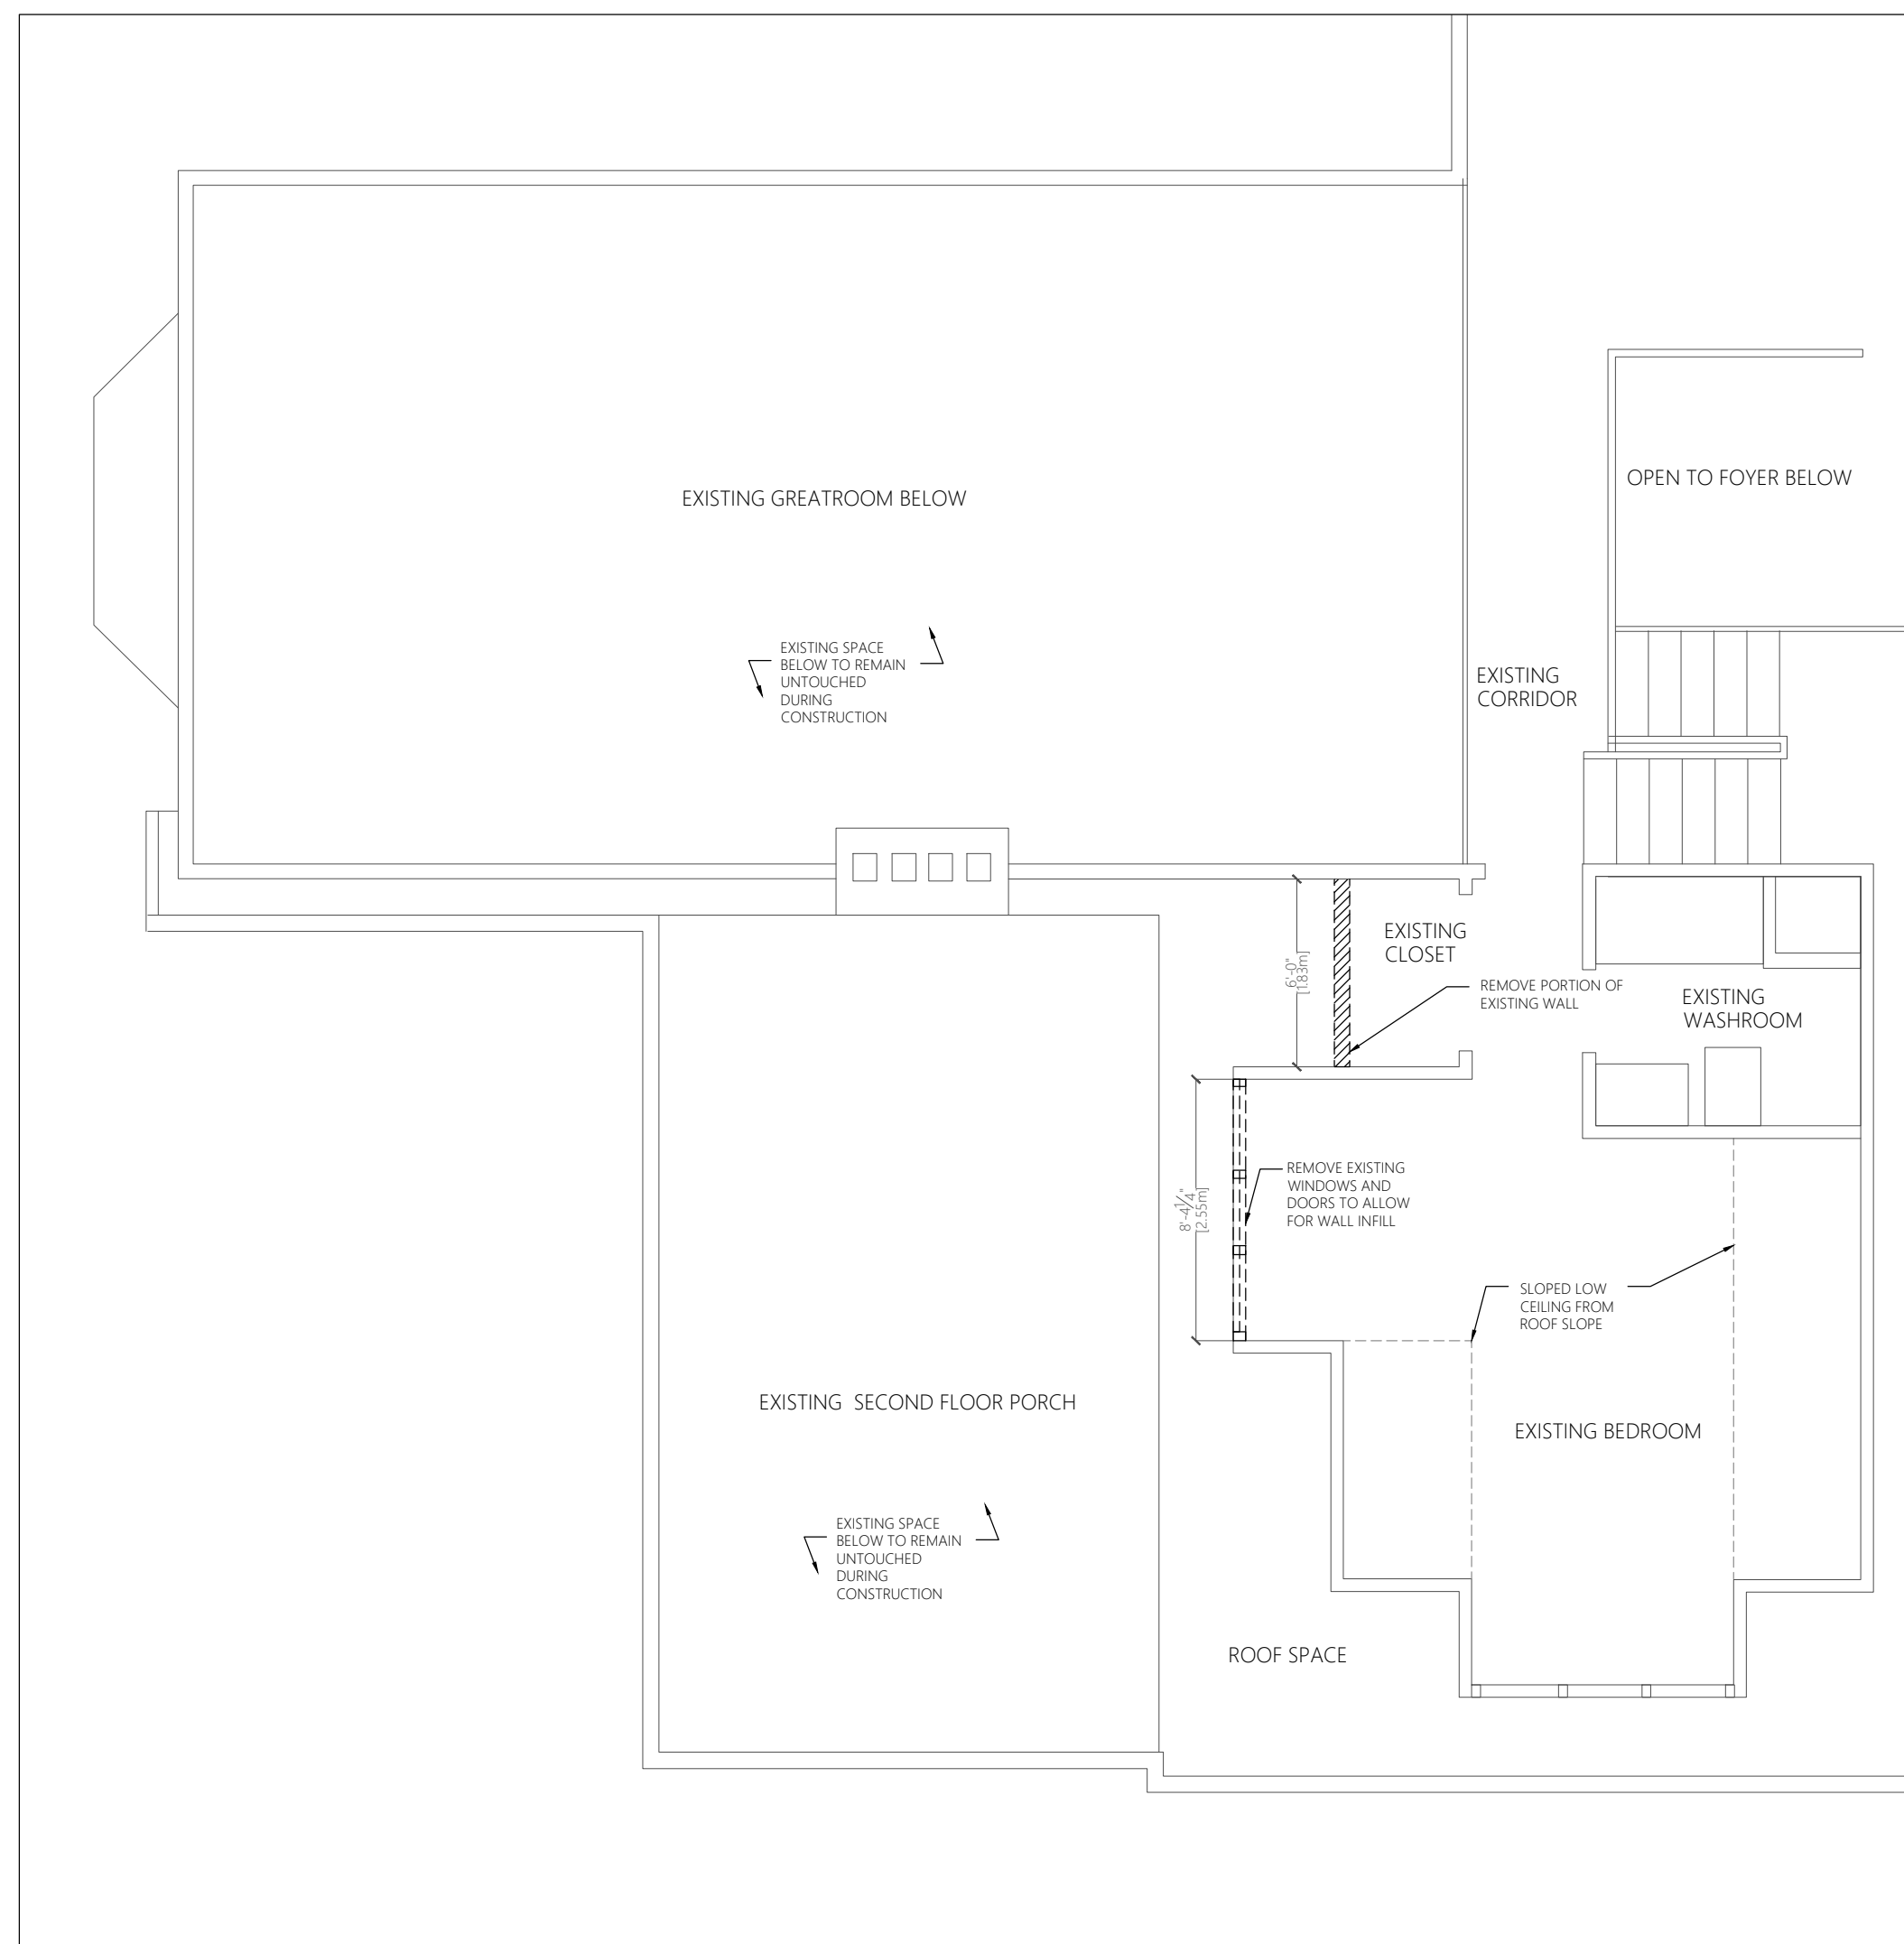 OPEN TO FOYER BELOW
EXISTING GREATROOM BELOW
EXISTING SPACE
BELOW TO REMAIN
UNTOUCHED
DURING
CONSTRUCTION
EXISTING
CORRIDOR
EXISTING
CLOSET
6'-0"
[1.83m]
REMOVE PORTION OF
EXISTING WALL
EXISTING
WASHROOM
REMOVE EXISTING
WINDOWS AND
DOORS TO ALLOW
FOR WALL INFILL
8'-4 1/4"
[2.55m]
SLOPED LOW
CEILING FROM
ROOF SLOPE
EXISTING  SECOND FLOOR PORCH
EXISTING BEDROOM
EXISTING SPACE
BELOW TO REMAIN
UNTOUCHED
DURING
CONSTRUCTION
ROOF SPACE